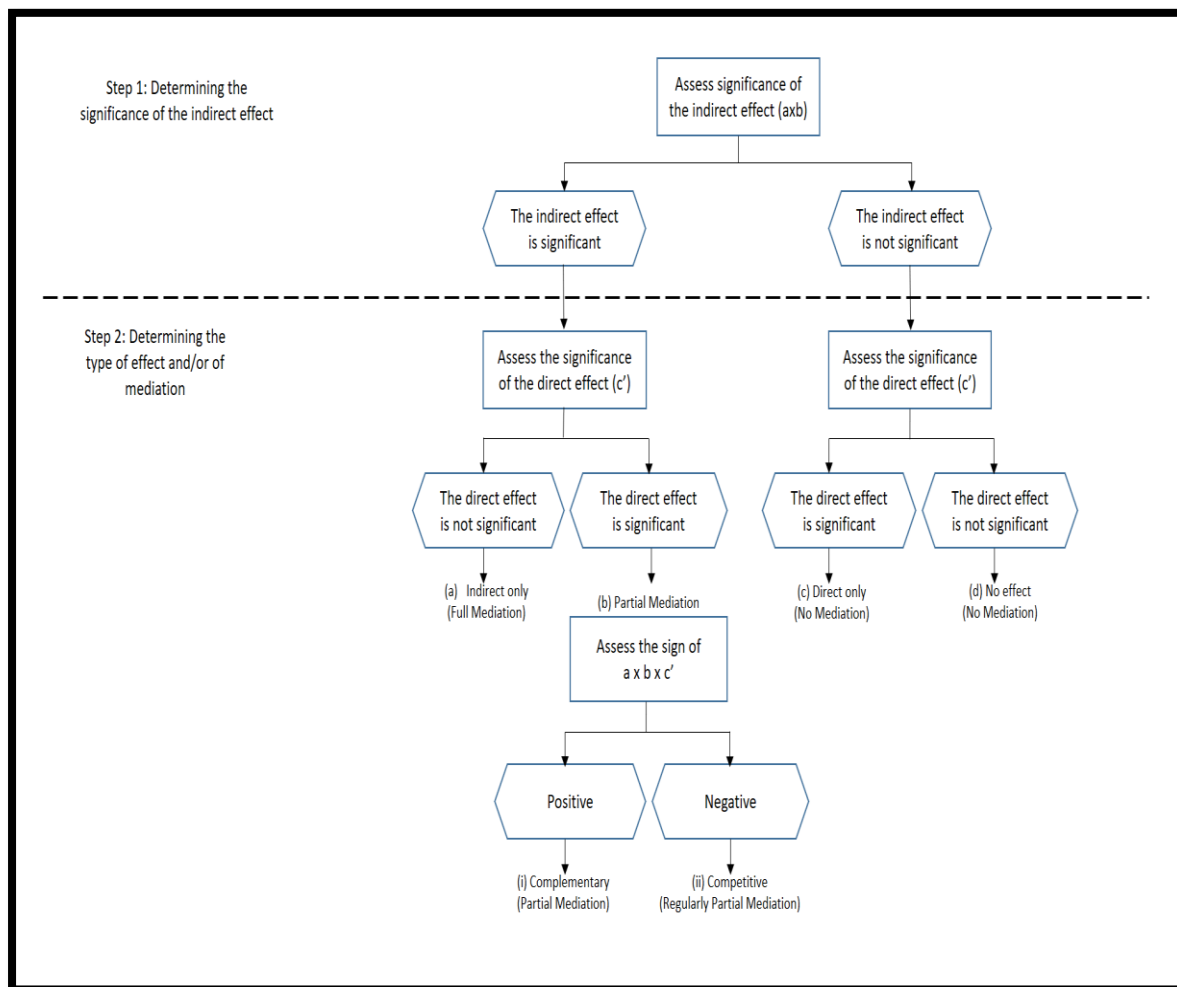 Step 1: Determining the
significance of the indirect effect
Assess significance of
the indirect effect (axb)
The indirect effect
is significant
The indirect effect
is not significant
Step 2: Determining the
type of effect and/or of
mediation
Assess the significance
of the direct effect (c’)
Assess the significance
of the direct effect (c’)
The direct effect
is not significant
The direct effect
is significant
The direct effect
is significant
The direct effect
is not significant
(a) Indirect only
(Full Mediation)
(b) Partial Mediation
(c) Direct only
(No Mediation)
(d) No effect
(No Mediation)
Assess the sign of
a x b x c’
Positive
Negative
(i) Complementary
(Partial Mediation)
(ii) Competitive
(Regularly Partial Mediation)